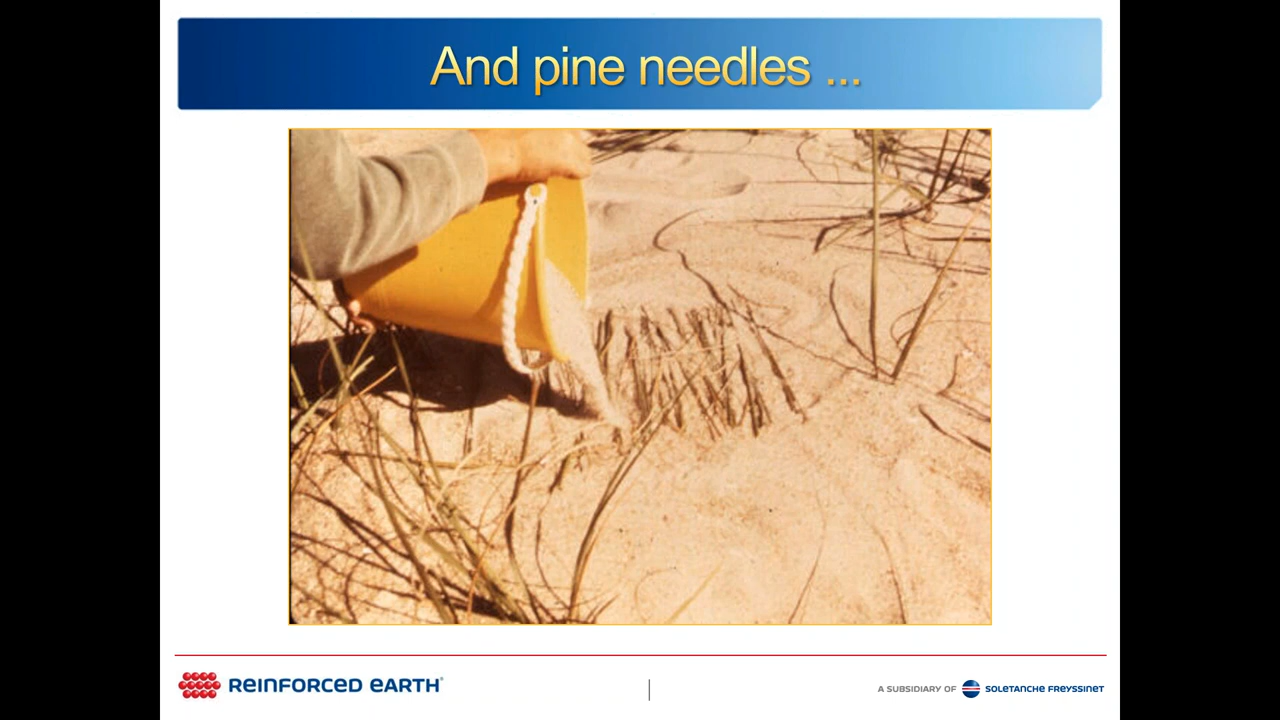 And pine needles ...
REINFORCED EARTH®
A SUBSIDIARY OF SOLETANCHE FREYSSINET